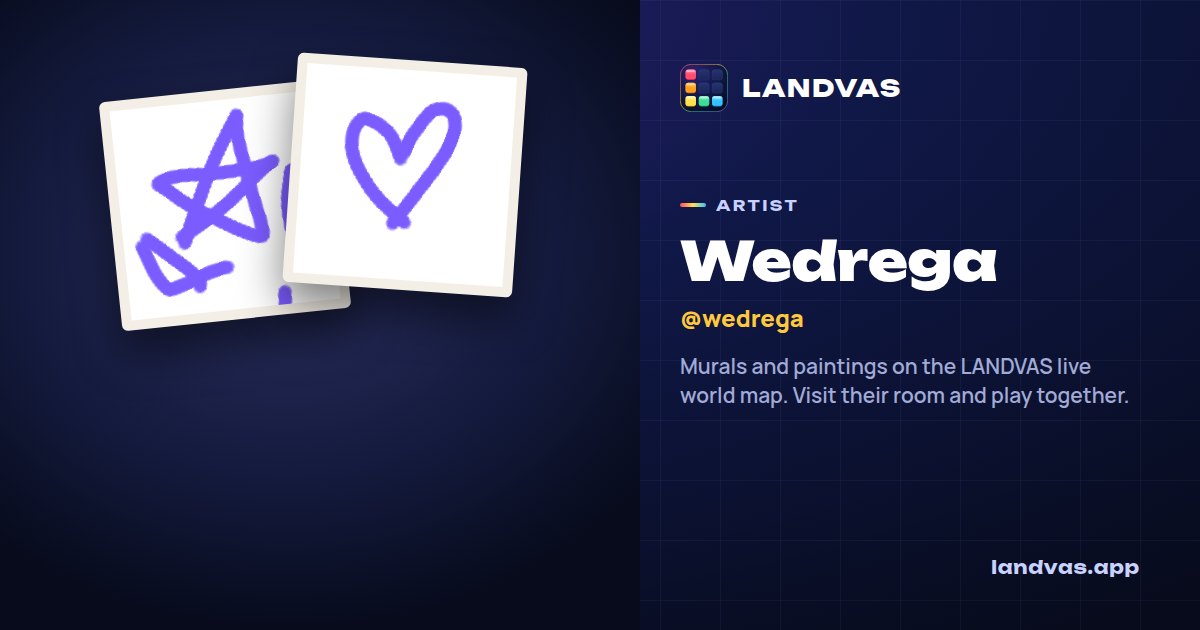 LANDVAS
ARTIST
Wedrega
@wedrega
Murals and paintings on the LANDVAS live
world map. Visit their room and play together.
landvas.app